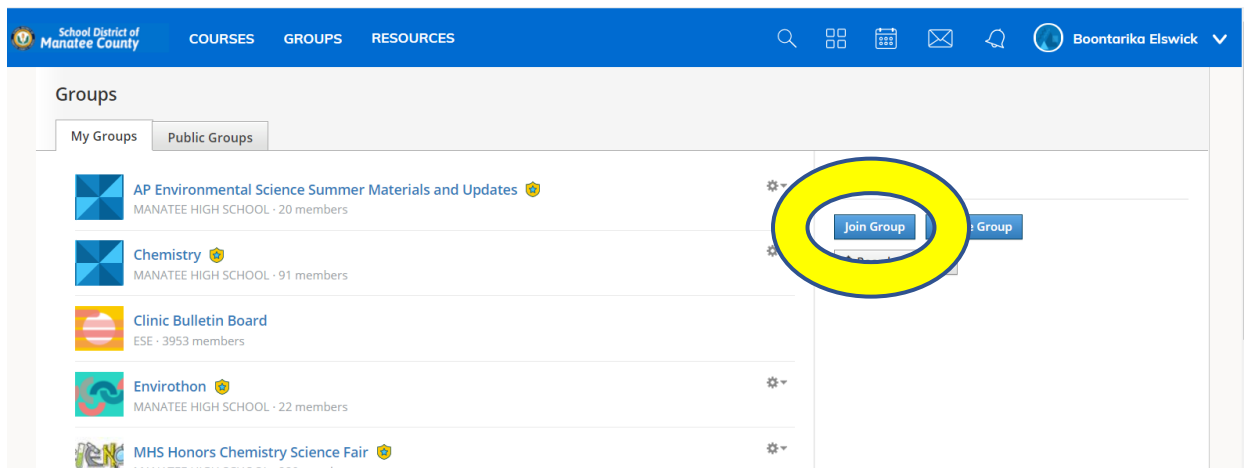 School District of
Manatee County
COURSES
GROUPS
RESOURCES
Boontarika Elswick
Groups
My Groups
Public Groups
AP Environmental Science Summer Materials and Updates
MANATEE HIGH SCHOOL · 20 members
Join Group
Group
Chemistry
MANATEE HIGH SCHOOL · 91 members
Clinic Bulletin Board
ESE · 3953 members
Envirothon
MANATEE HIGH SCHOOL · 22 members
MHS Honors Chemistry Science Fair